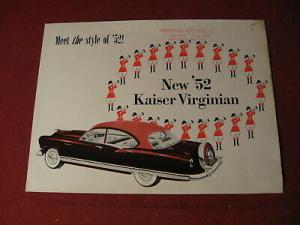 Meet the style of '52!
New '52
Kaiser Virginian